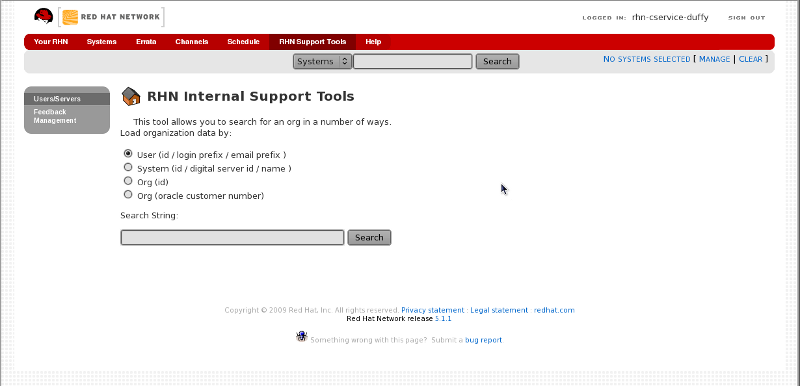 RED HAT NETWORK
LOGGED IN: rhn-cservice-duffy SIGN OUT
Your RHN Systems Errata Channels Schedule RHN Support Tools Help
Systems Search NO SYSTEMS SELECTED [ MANAGE | CLEAR ]
Users/Servers
Feedback
Management
RHN Internal Support Tools
This tool allows you to search for an org in a number of ways.
Load organization data by:
User (id / login prefix / email prefix )
System (id / digital server id / name )
Org (id)
Org (oracle customer number)
Search String:
Search
Copyright © 2009 Red Hat, Inc. All rights reserved. Privacy statement : Legal statement : redhat.com
Red Hat Network release 5.1.1
Something wrong with this page? Submit a bug report